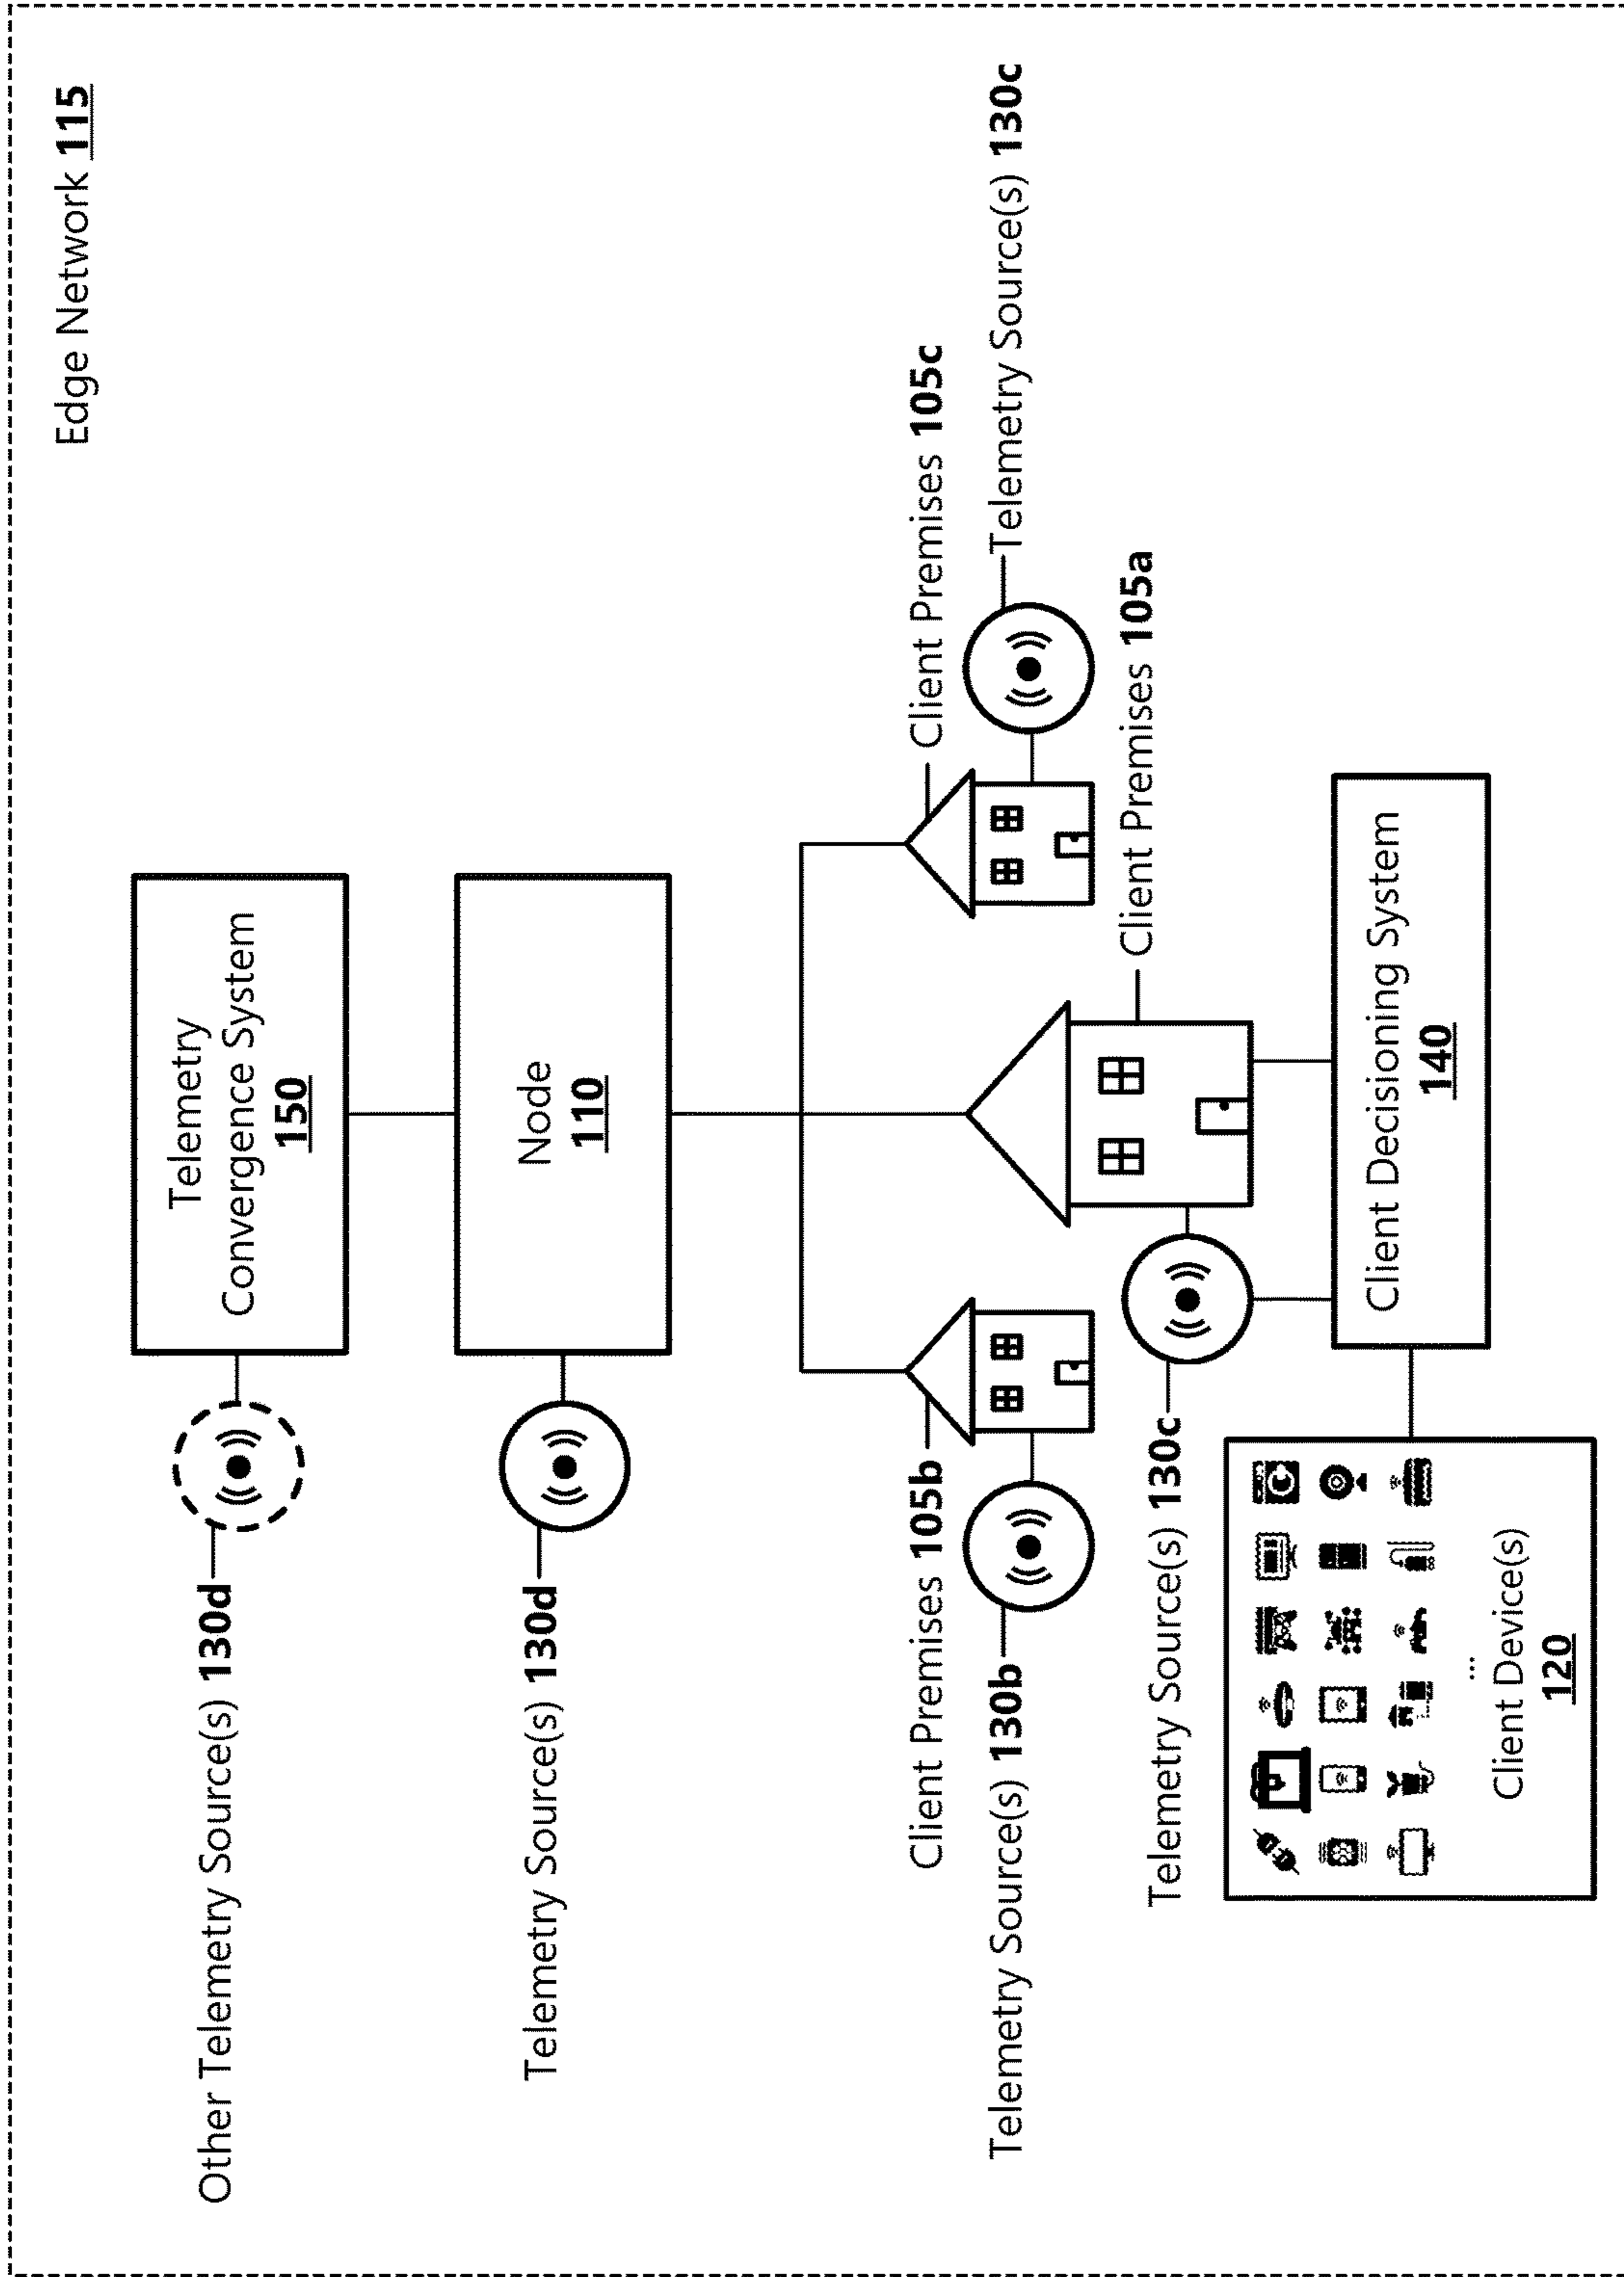 Edge Network 115
Telemetry
Convergence System
150
Other Telemetry Source(s) 130d
Node
110
Telemetry Source(s) 130d
Client Premises 105b
Client Premises 105c
Telemetry Source(s) 130b
Telemetry Source(s) 130c
Client Premises 105a
Telemetry Source(s) 130c
Client Decisioning System
140
...
Client Device(s)
120